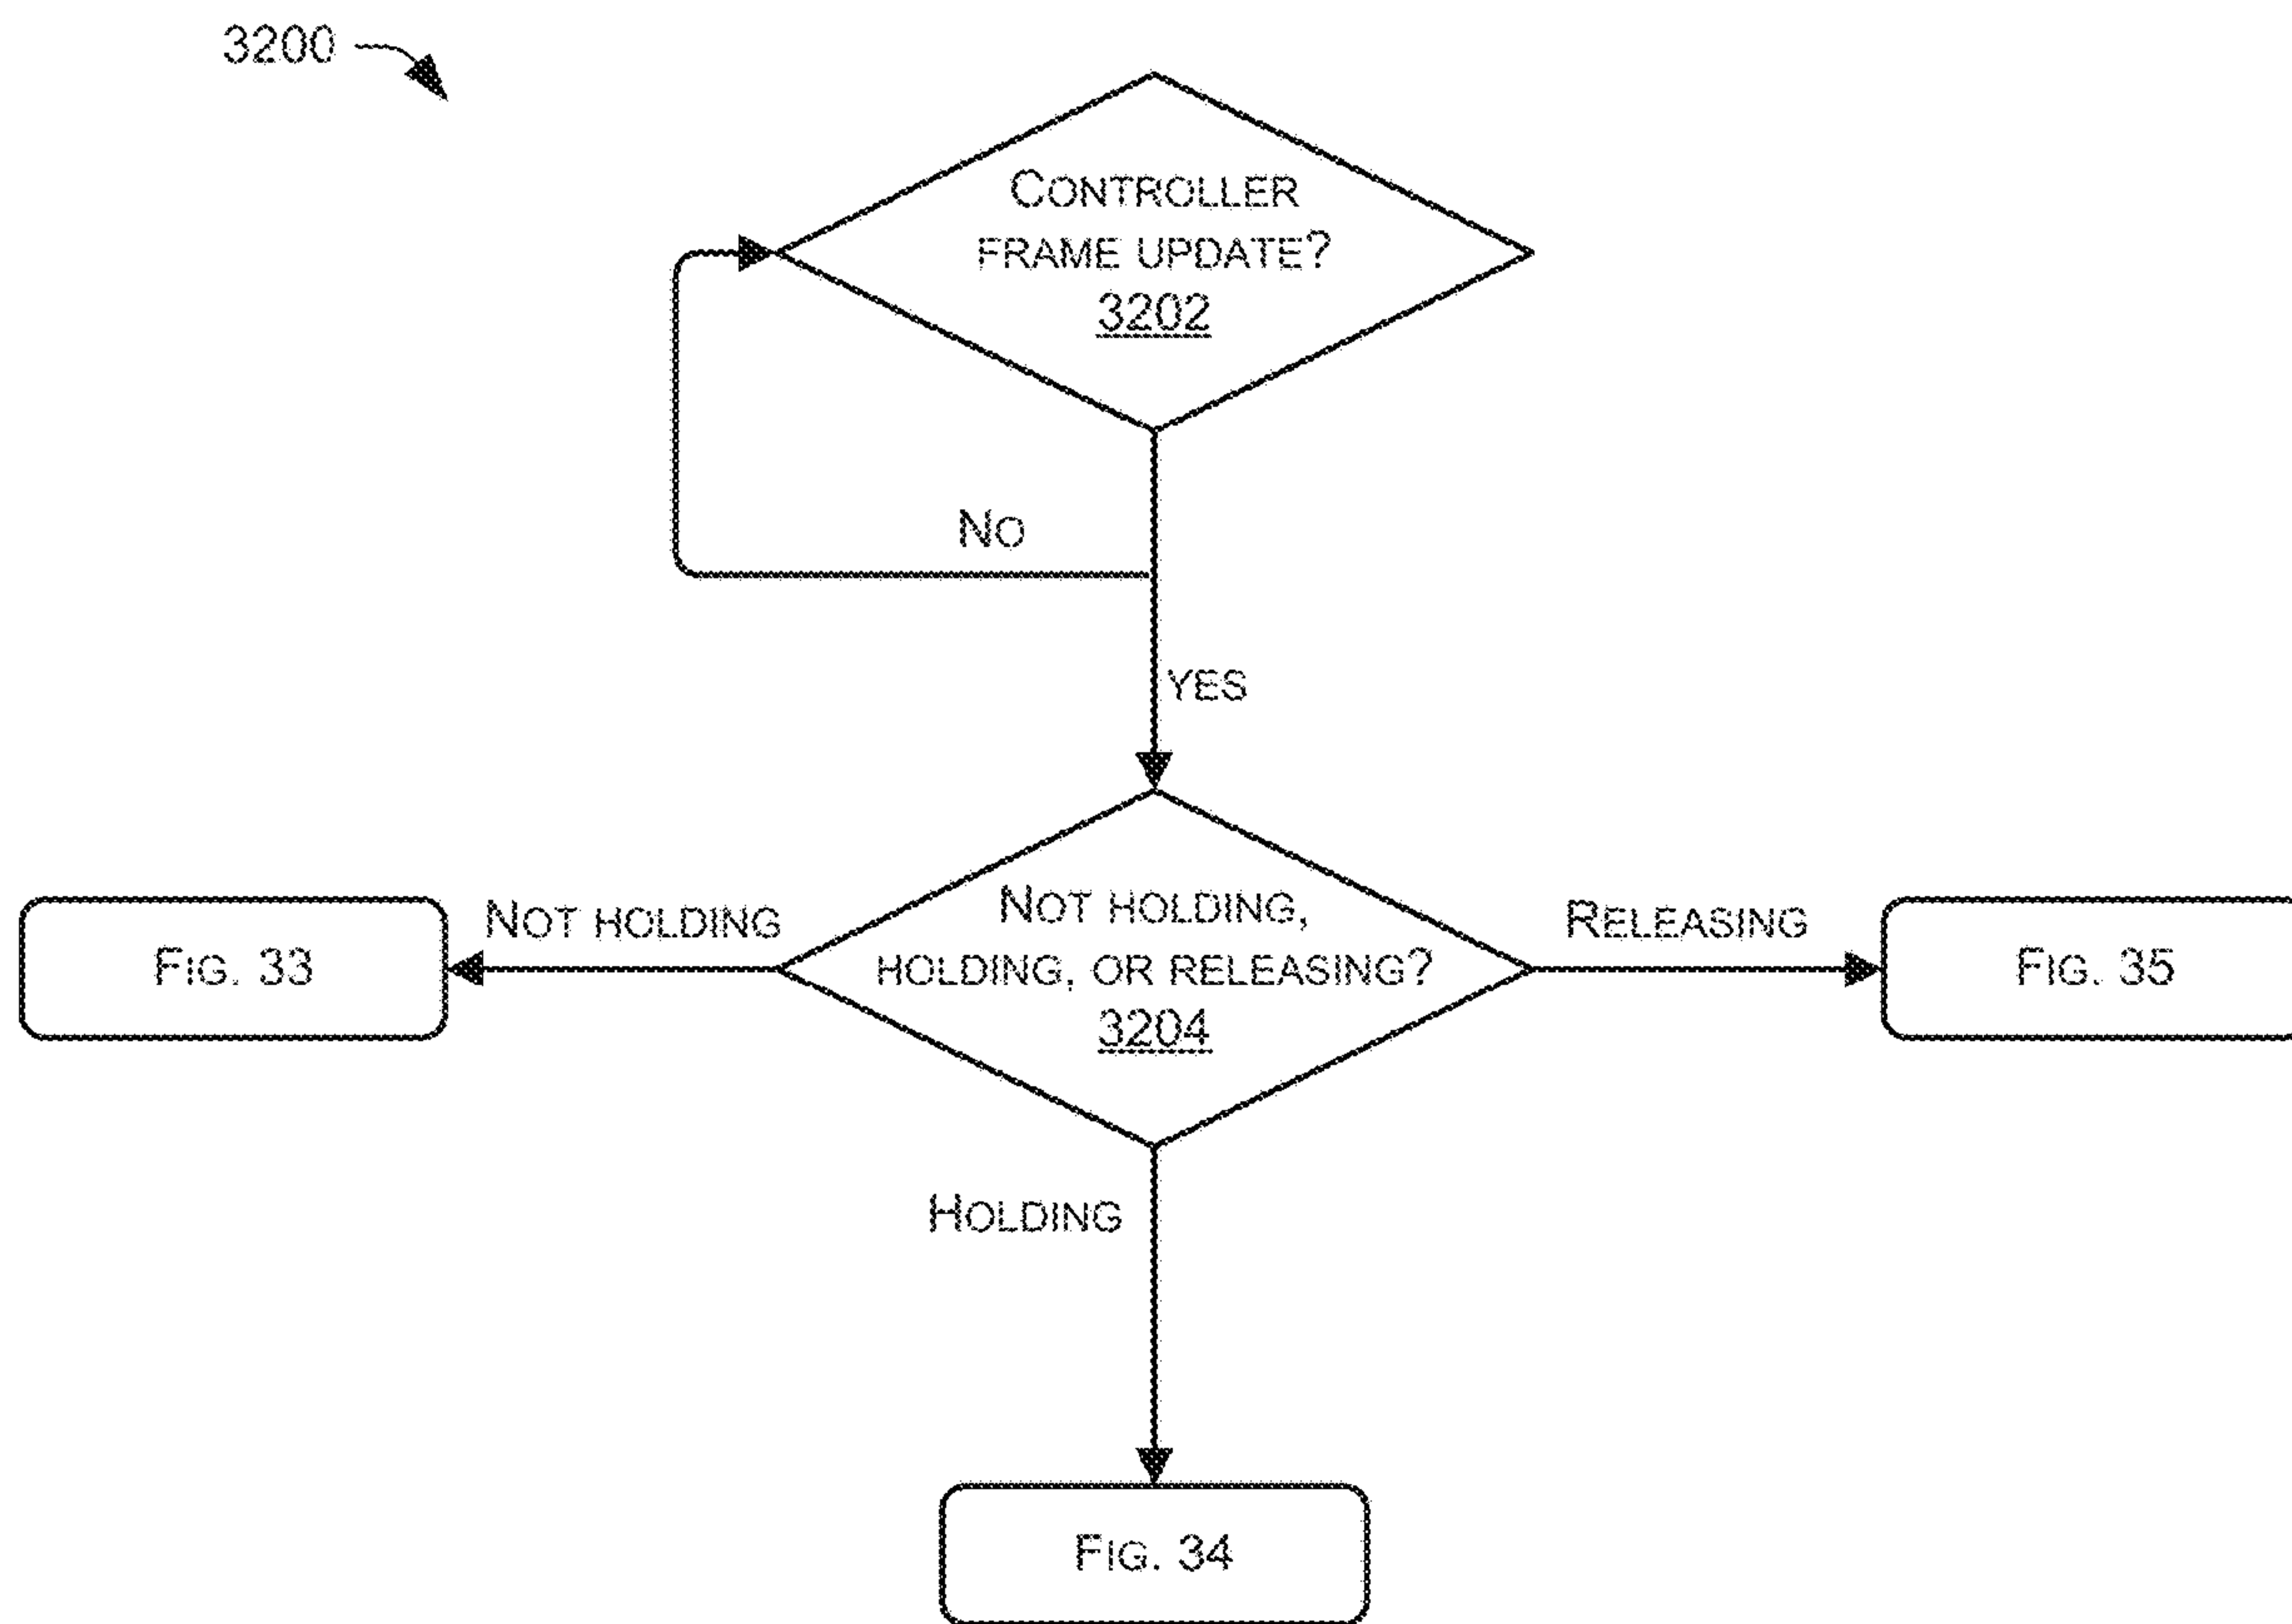 3200
CONTROLLER
FRAME UPDATE?
3202
NO
YES
NOT HOLDING,
HOLDING, OR RELEASING?
3204
NOT HOLDING
RELEASING
FIG. 33
FIG. 35
HOLDING
FIG. 34